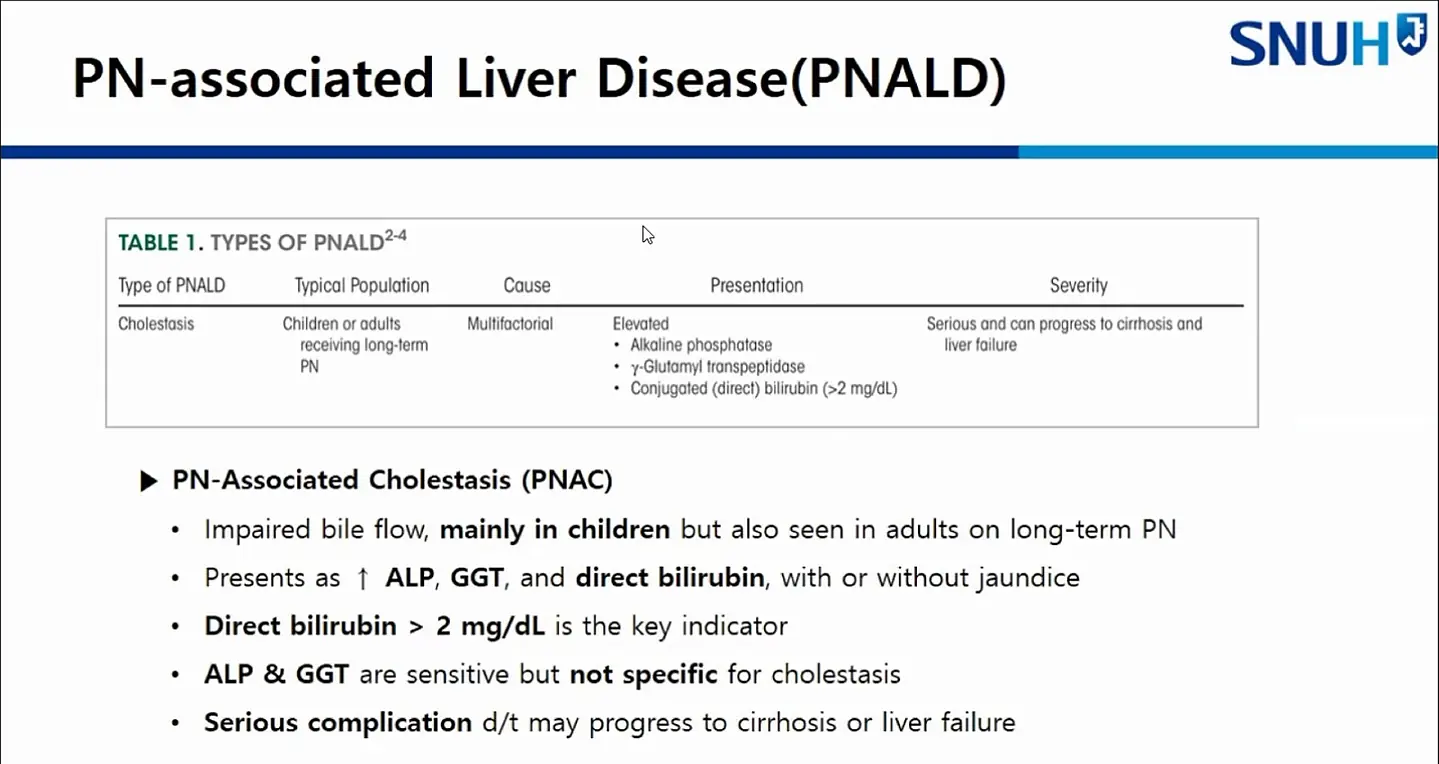 SNUH
PN-associated Liver Disease(PNALD)
TABLE 1. TYPES OF PNALD2-4
Type of PNALD Typical Population Cause Presentation Severity
Cholestasis Children or adults Multifactorial Elevated Serious and can progress to cirrhosis and
receiving long-term • Alkaline phosphatase liver failure
PN • γ-Glutamyl transpeptidase
• Conjugated (direct) bilirubin (>2 mg/dL)
▶ PN-Associated Cholestasis (PNAC)
• Impaired bile flow, mainly in children but also seen in adults on long-term PN
• Presents as ↑ ALP, GGT, and direct bilirubin, with or without jaundice
• Direct bilirubin > 2 mg/dL is the key indicator
• ALP & GGT are sensitive but not specific for cholestasis
• Serious complication d/t may progress to cirrhosis or liver failure